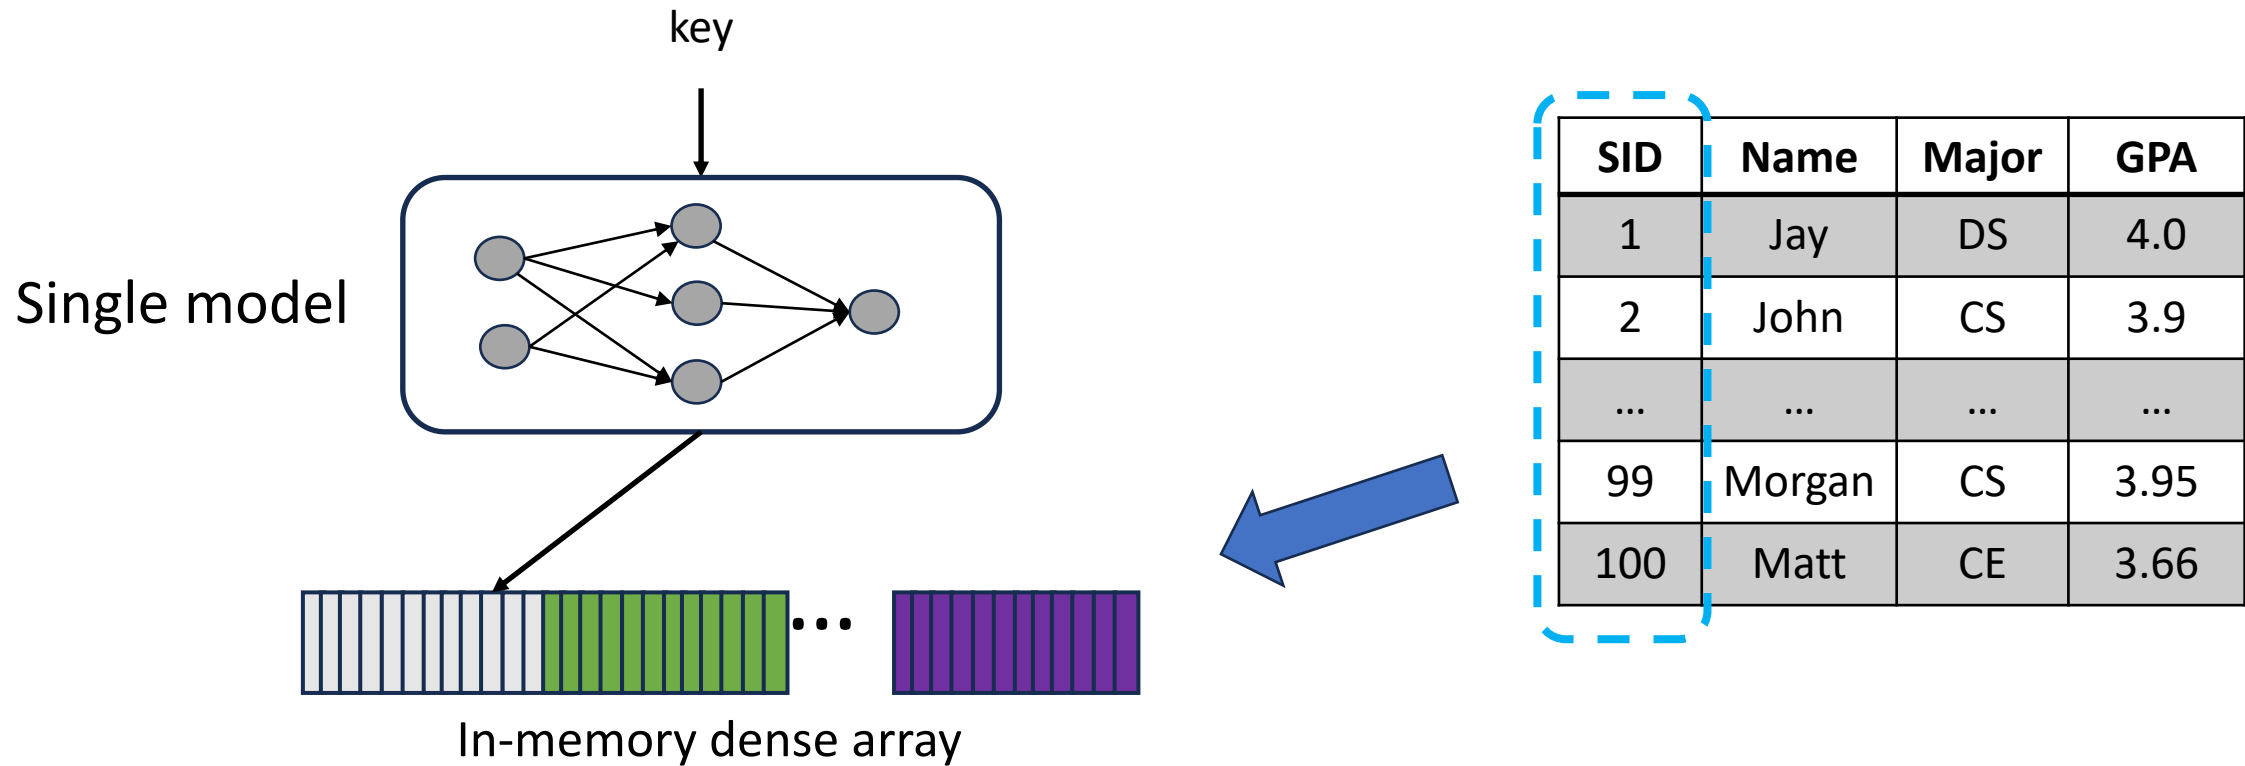 key
Single model
In-memory dense array
SID Name Major GPA
1 Jay DS 4.0
2 John CS 3.9
... ... ... ...
99 Morgan CS 3.95
100 Matt CE 3.66
...